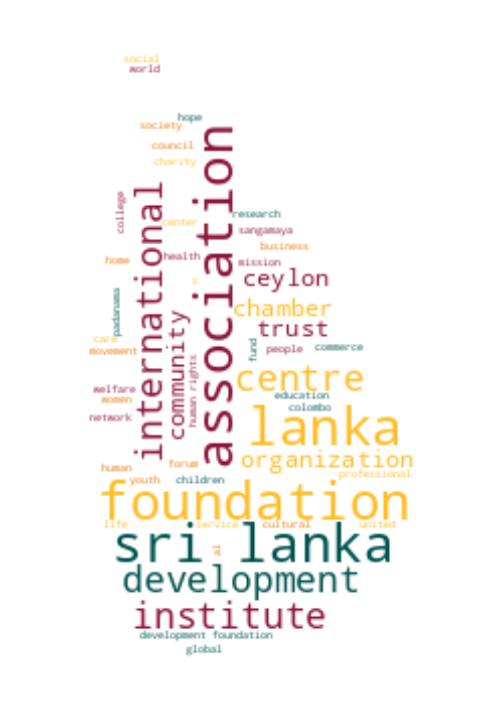 social
world
hope
society
association
council
charity
international
college
center
research
sangamaya
business
home
health
mission
s
ceylon
padanama
chamber
community
trust
care
movement
human rights
fund
people
commerce
centre
welfare
women
education
colombo
network
lanka
organization
human
forum
professional
youth
children
foundation
life
service
cultural
united
sri lanka
al
development
institute
development foundation
global